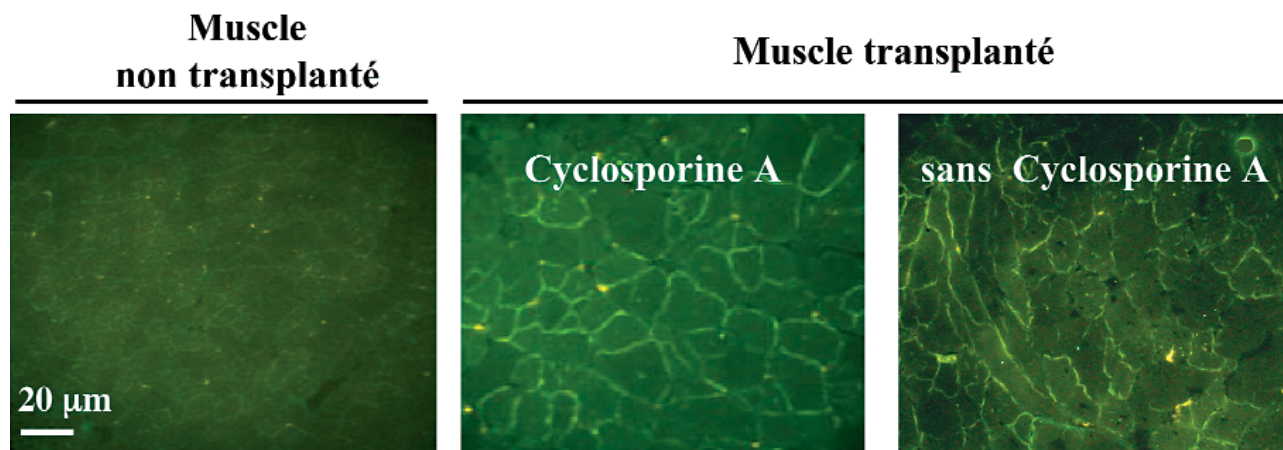 Muscle
non transplanté
Muscle transplanté
Cyclosporine A
sans Cyclosporine A
20 µm